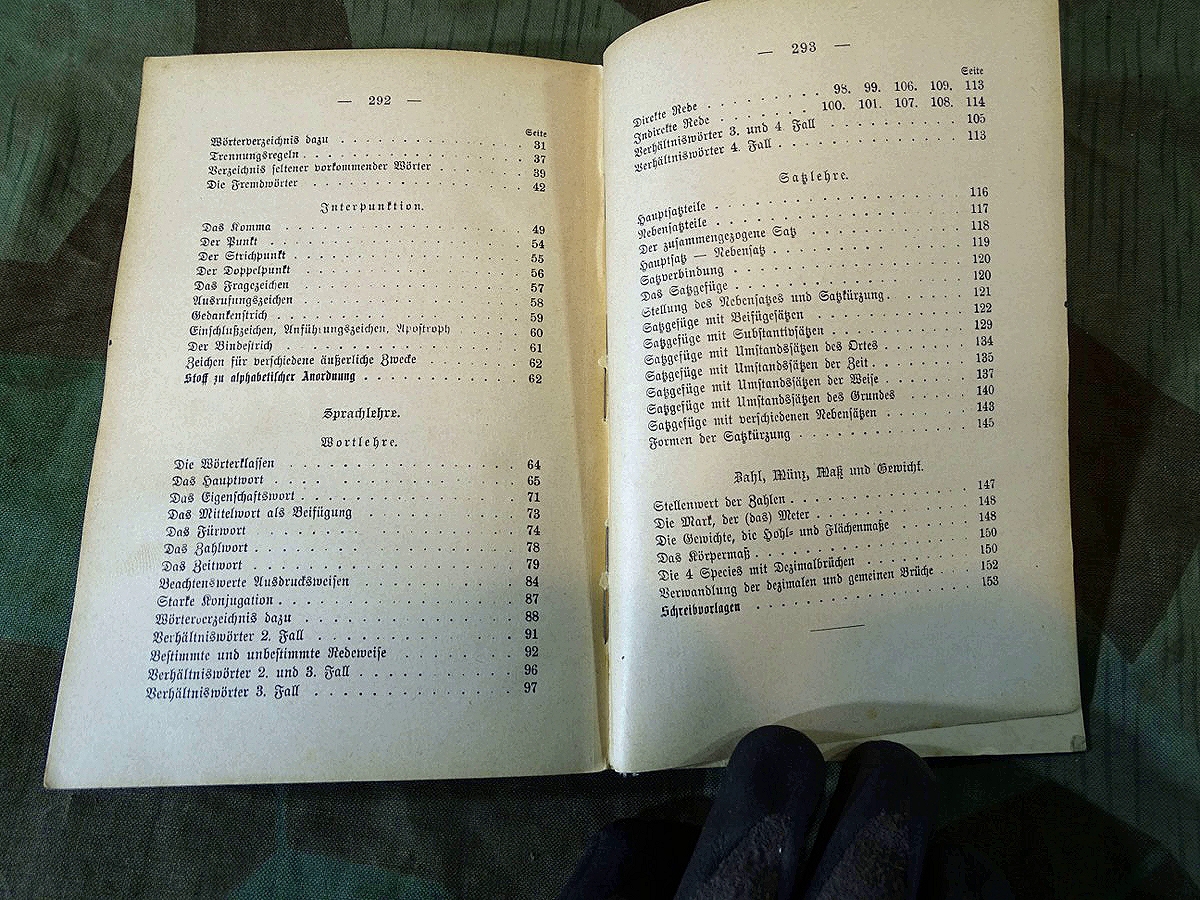 — 292 —
Seite
Wörterverzeichnis dazu . . . . . . . . . . 31
Trennungsregeln . . . . . . . . . . 37
Verzeichnis seltener vorkommender Wörter . . . . . 39
Die Fremdwörter . . . . . . . . . . 42
Interpunktion.
Das Komma . . . . . . . . . . 49
Der Punkt . . . . . . . . . . 54
Der Strichpunkt . . . . . . . . . . 55
Der Doppelpunkt . . . . . . . . . . 56
Das Fragezeichen . . . . . . . . . . 57
Ausrufungszeichen . . . . . . . . . . 58
Gedankenstrich . . . . . . . . . . 59
Einschlußzeichen, Anführungszeichen, Apostroph . . . . 60
Der Bindestrich . . . . . . . . . . 61
Zeichen für verschiedene äußerliche Zwecke . . . . . 62
Stoff zu alphabetischer Anordnung . . . . . . . . 62
Sprachlehre.
Wortlehre.
Die Wörterklassen . . . . . . . . . . 64
Das Hauptwort . . . . . . . . . . 65
Das Eigenschaftswort . . . . . . . . . . 71
Das Mittelwort als Beifügung . . . . . . . . 73
Das Fürwort . . . . . . . . . . 74
Das Zahlwort . . . . . . . . . . 78
Das Zeitwort . . . . . . . . . . 79
Beachtenswerte Ausdrucksweisen . . . . . . . . 84
Starke Konjugation . . . . . . . . . . 87
Wörterverzeichnis dazu . . . . . . . . . . 88
Verhältniswörter 2. Fall . . . . . . . . . . 91
Bestimmte und unbestimmte Redeweise . . . . . . 92
Verhältniswörter 2. und 3. Fall . . . . . . . . 96
Verhältniswörter 3. Fall . . . . . . . . . . 97
— 293 —
Seite
Direkte Rede . . . . . . . 98. 99. 106. 109. 113
Indirekte Rede . . . . . . 100. 101. 107. 108. 114
Verhältniswörter 3. und 4. Fall . . . . . . . . 105
Verhältniswörter 4. Fall . . . . . . . . . . 113
Satzlehre.
Hauptsatzteile . . . . . . . . . . 116
Nebensatzteile . . . . . . . . . . 117
Der zusammengezogene Satz . . . . . . . . 118
Hauptsatz — Nebensatz . . . . . . . . . . 119
Satzverbindung . . . . . . . . . . 120
Das Satzgefüge . . . . . . . . . . 120
Stellung des Nebensatzes und Satzkürzung . . . . . 121
Satzgefüge mit Beifügesätzen . . . . . . . . 122
Satzgefüge mit Substantivsätzen . . . . . . . . 129
Satzgefüge mit Umstandsätzen des Ortes . . . . . . 134
Satzgefüge mit Umstandsätzen der Zeit . . . . . . 135
Satzgefüge mit Umstandsätzen der Weise . . . . . . 137
Satzgefüge mit Umstandsätzen des Grundes . . . . . 140
Satzgefüge mit verschiedenen Nebensätzen . . . . . 143
Formen der Satzkürzung . . . . . . . . . . 145
Zahl, Münz, Maß und Gewicht.
Stellenwert der Zahlen . . . . . . . . . . 147
Die Mark, der (das) Meter . . . . . . . . . . 148
Die Gewichte, die Hohl- und Flächenmaße . . . . . 148
Das Körpermaß . . . . . . . . . . 150
Die 4 Species mit Dezimalbrüchen . . . . . . . . 150
Verwandlung der dezimalen und gemeinen Brüche . . . 152
Schreibvorlagen . . . . . . . . . . 153